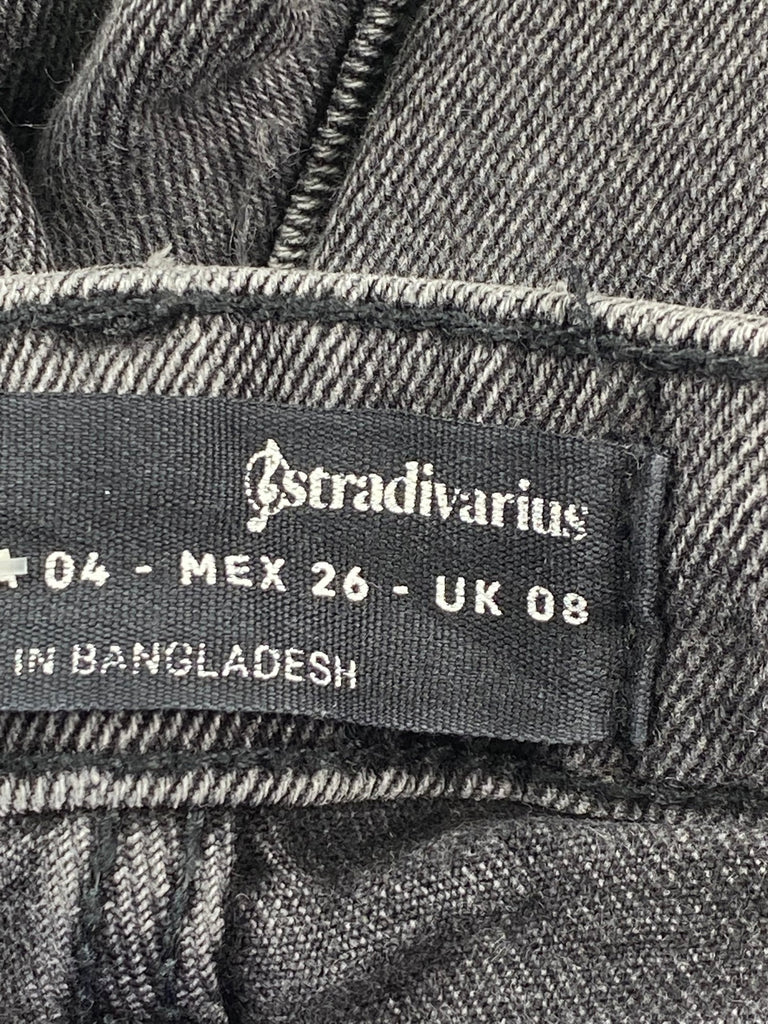 stradivarius
04 - MEX 26 - UK 08
IN BANGLADESH